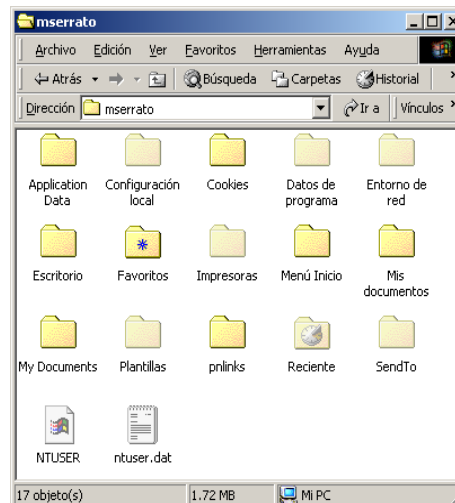 mserrato
Archivo Edición Ver Favoritos Herramientas Ayuda
Atrás Búsqueda Carpetas Historial »
Dirección mserrato Ir a Vínculos »
Application Data Configuración local Cookies Datos de programa Entorno de red
Escritorio Favoritos Impresoras Menú Inicio Mis documentos
My Documents Plantillas pnlinks Reciente SendTo
NTUSER ntuser.dat
17 objeto(s) 1.72 MB Mi PC